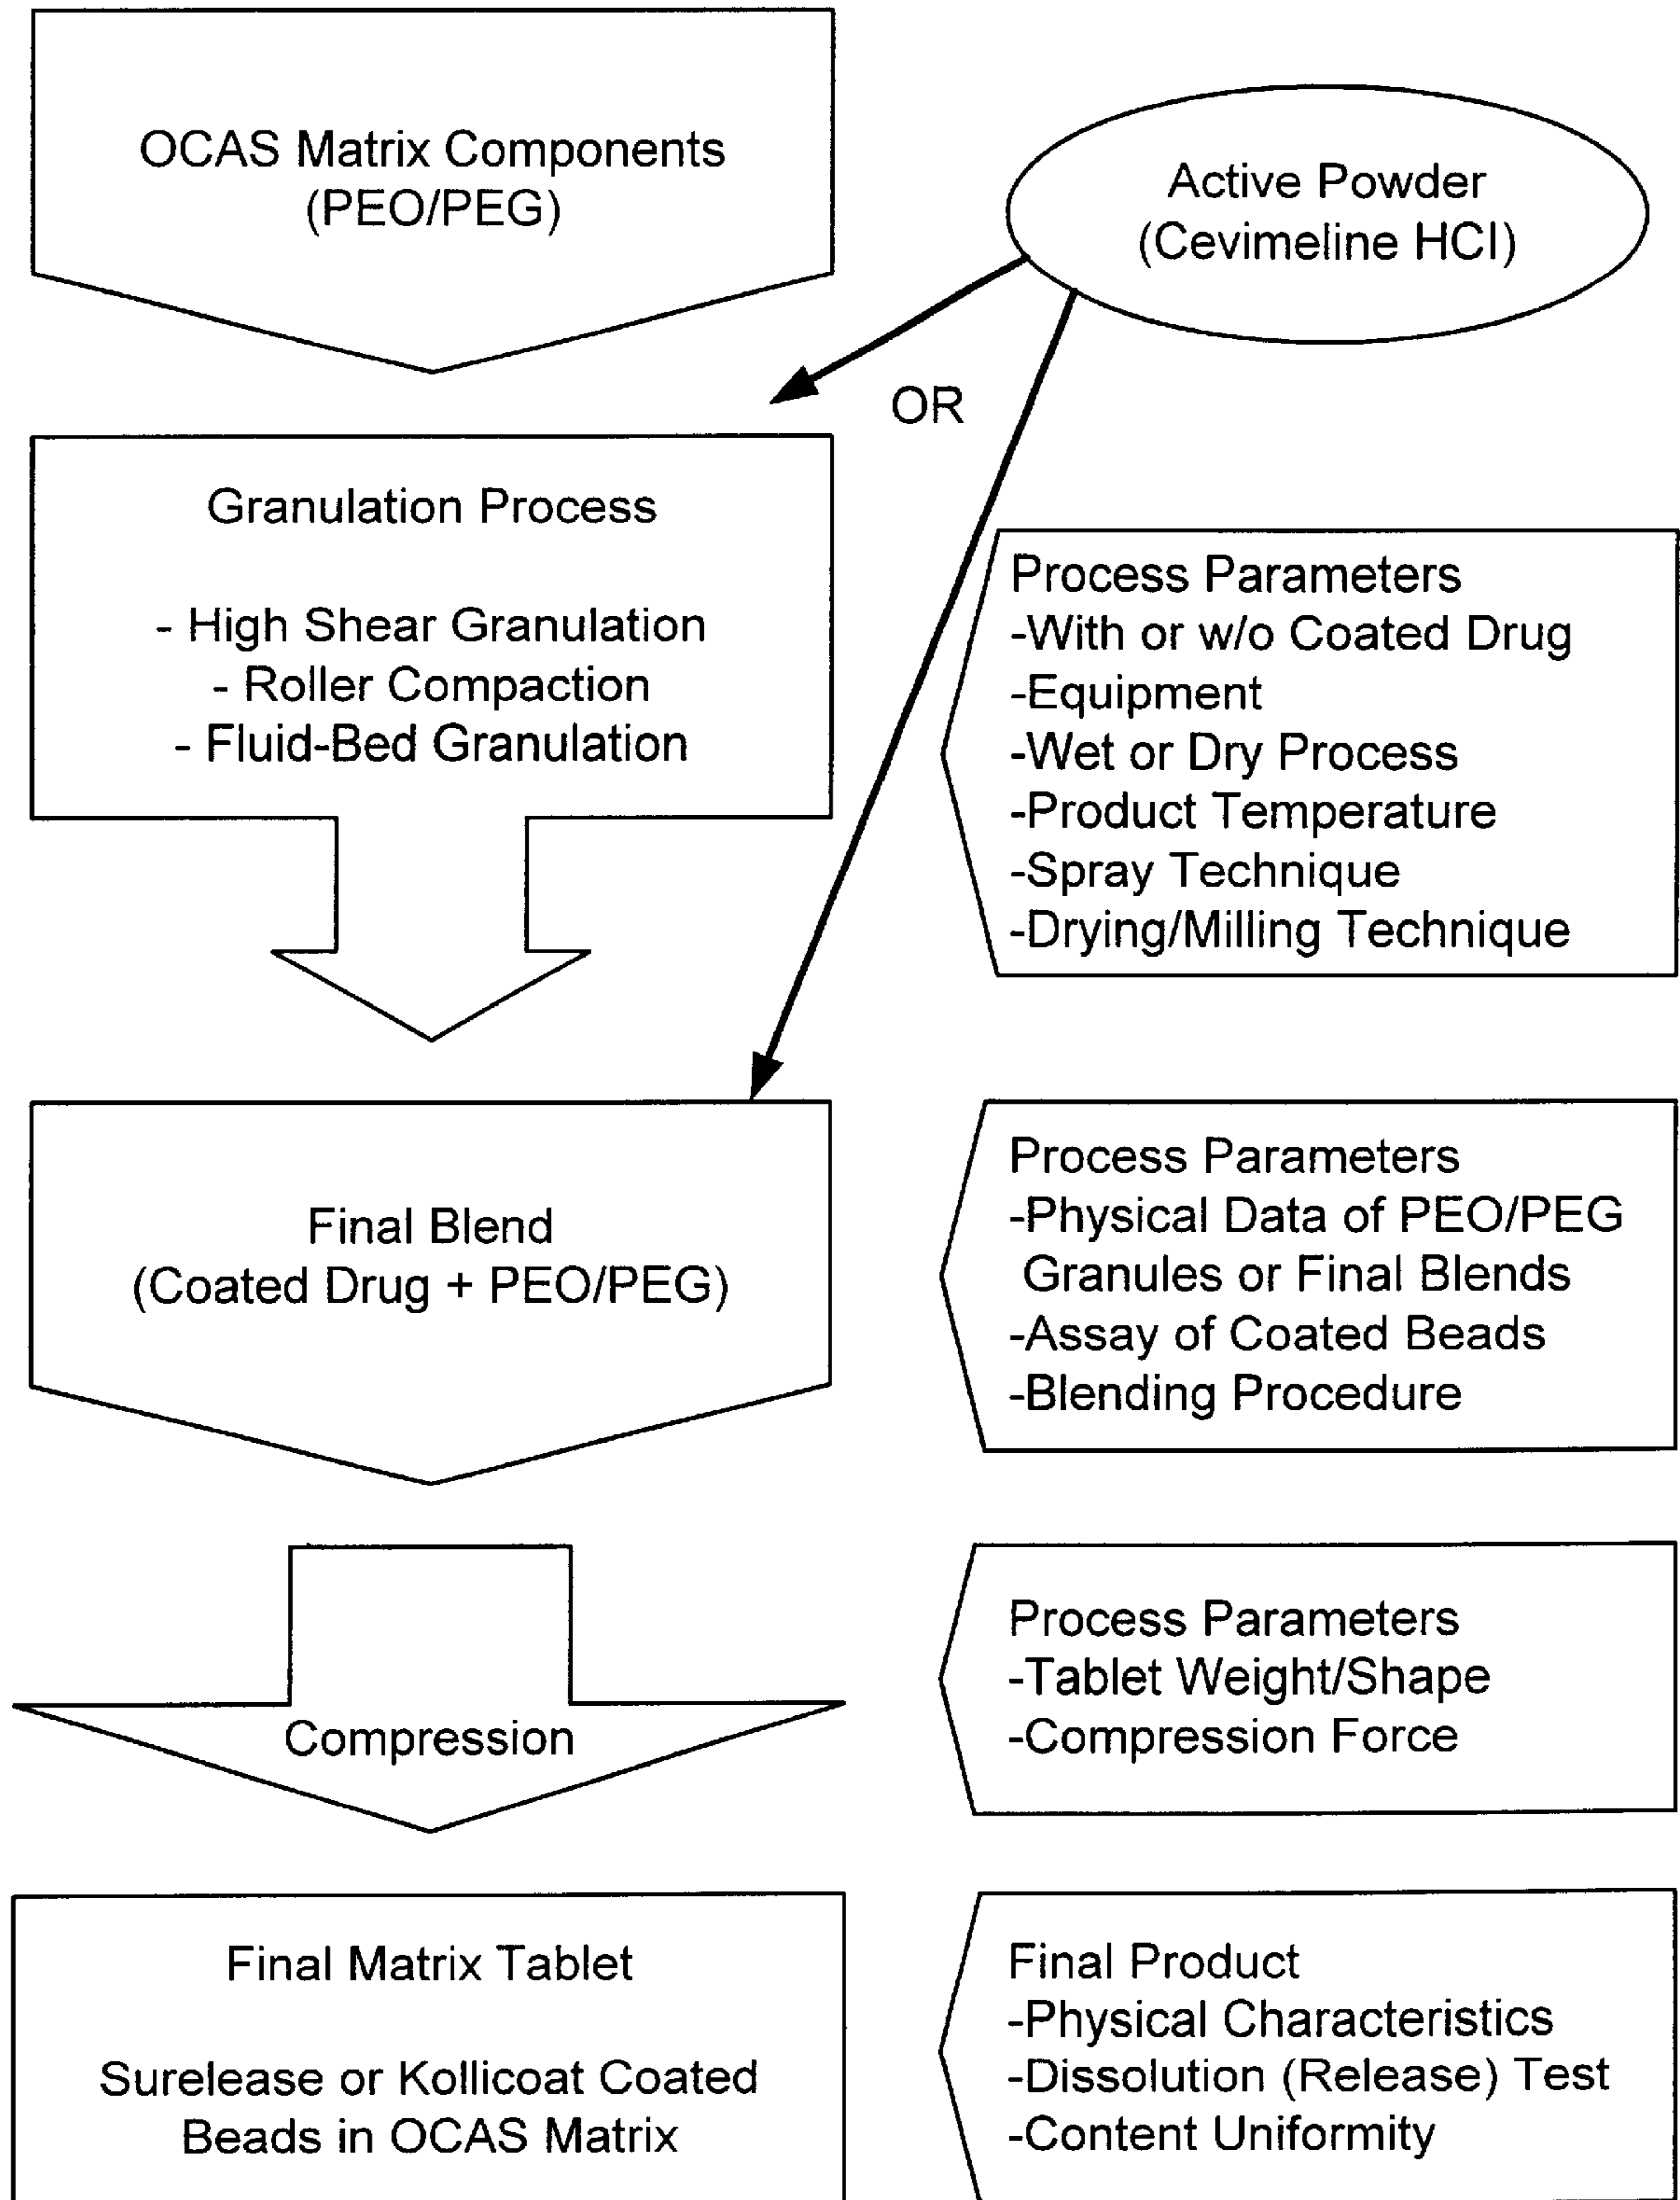 OCAS Matrix Components
(PEO/PEG)
Active Powder
(Cevimeline HCl)
OR
Granulation Process
- High Shear Granulation
- Roller Compaction
- Fluid-Bed Granulation
Process Parameters
-With or w/o Coated Drug
-Equipment
-Wet or Dry Process
-Product Temperature
-Spray Technique
-Drying/Milling Technique
Final Blend
(Coated Drug + PEO/PEG)
Process Parameters
-Physical Data of PEO/PEG
Granules or Final Blends
-Assay of Coated Beads
-Blending Procedure
Compression
Process Parameters
-Tablet Weight/Shape
-Compression Force
Final Matrix Tablet
Surelease or Kollicoat Coated
Beads in OCAS Matrix
Final Product
-Physical Characteristics
-Dissolution (Release) Test
-Content Uniformity